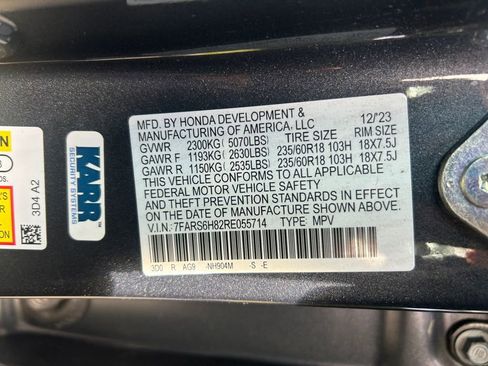 MFD. BY HONDA DEVELOPMENT &
MANUFACTURING OF AMERICA, LLC 12/'23
GVWR 2300KG( 5070LBS) TIRE SIZE RIM SIZE
GAWR F 1193KG( 2630LBS) 235/60R18 103H 18X7.5J
GAWR R 1150KG( 2535LBS) 235/60R18 103H 18X7.5J
THIS VEHICLE CONFORMS TO ALL APPLICABLE
FEDERAL MOTOR VEHICLE SAFETY
AND THEFT PREVENTION STANDARDS IN EFFECT
ON THE DATE OF MANUFACTURE SHOWN ABOVE.
V.I.N.:7FARS6H82RE055714 TYPE: MPV
3D0 R AG9 -NH904M -S -E
KARR
SECURITY SYSTEMS
3D4 A2